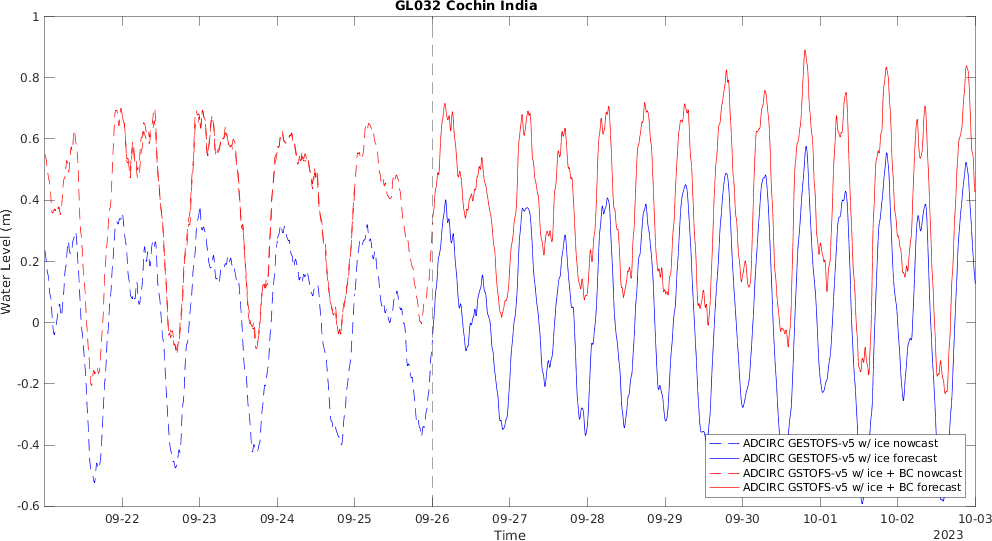 GL032 Cochin India
Water Level (m)
1
0.8
0.6
0.4
0.2
0
-0.2
-0.4
-0.6
ADCIRC GESTOFS-v5 w/ ice nowcast
ADCIRC GESTOFS-v5 w/ ice forecast
ADCIRC GSTOFS-v5 w/ ice + BC nowcast
ADCIRC GSTOFS-v5 w/ ice + BC forecast
09-22 09-23 09-24 09-25 09-26 09-27 09-28 09-29 09-30 10-01 10-02 10-03
Time
2023